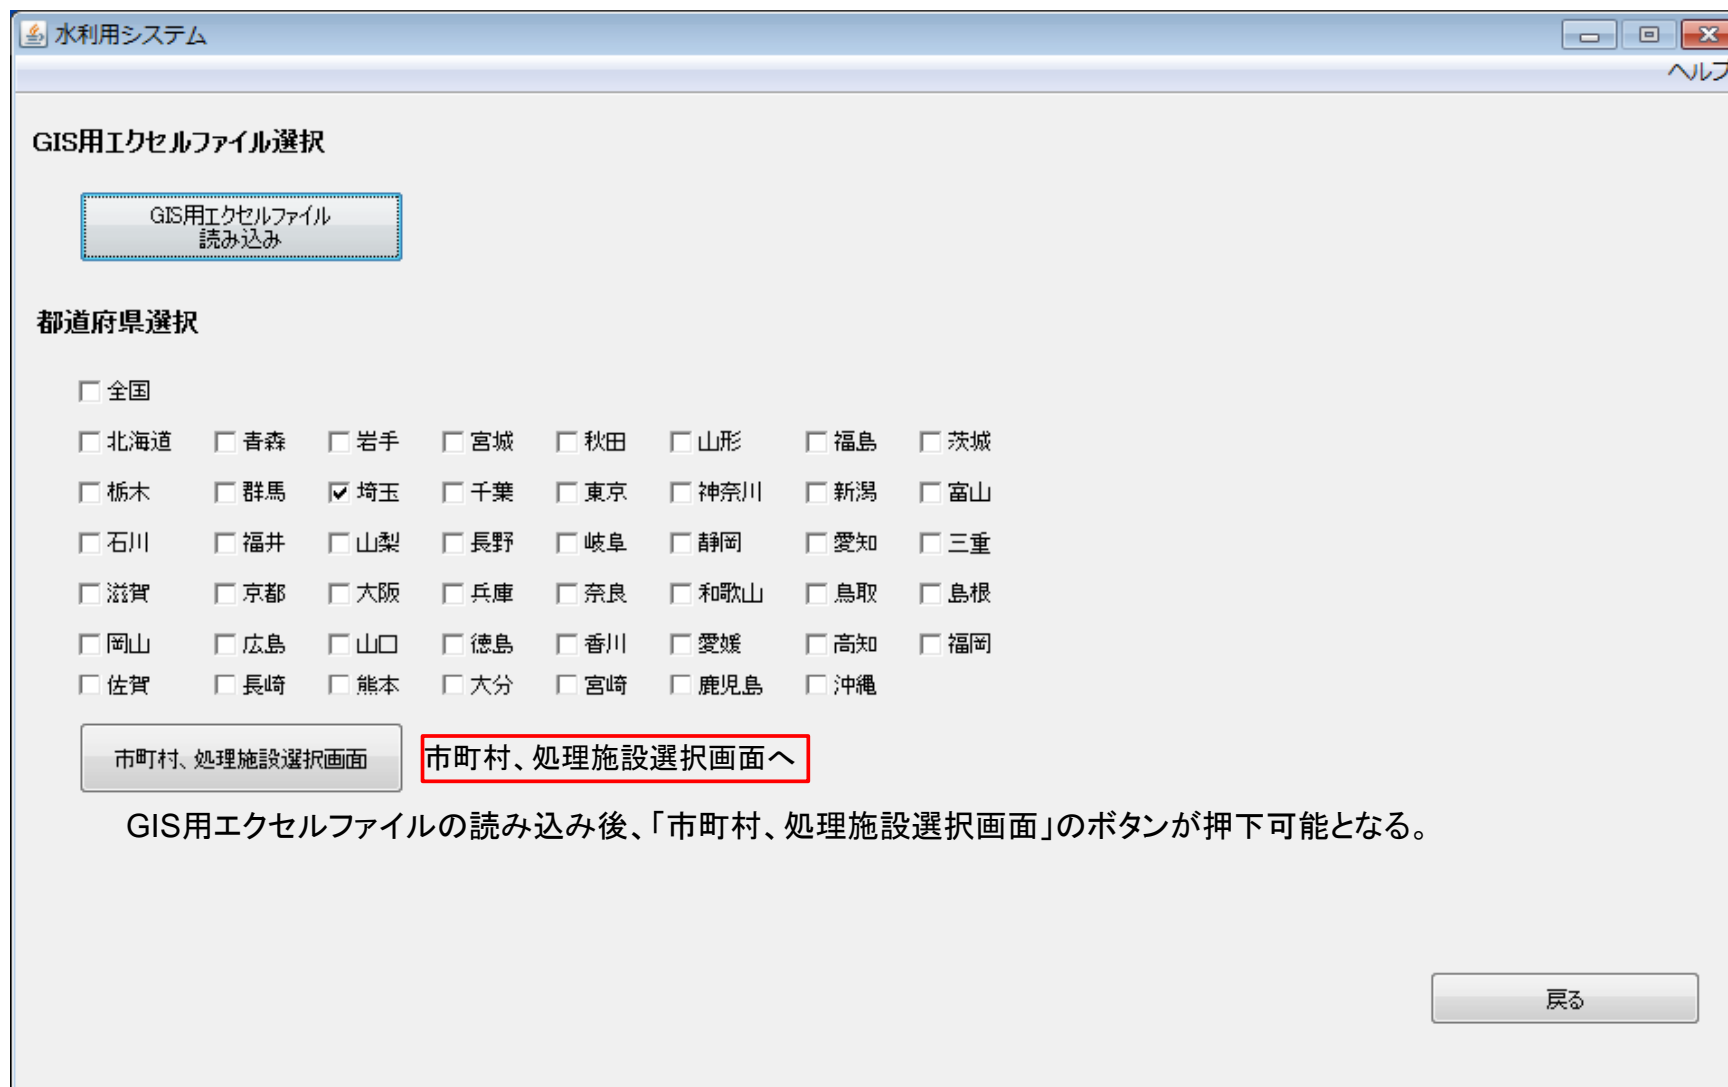 水利用システム
ヘルプ
GIS用エクセルファイル選択
GIS用エクセルファイル
読み込み
都道府県選択
全国
北海道 青森 岩手 宮城 秋田 山形 福島 茨城
栃木 群馬 埼玉 千葉 東京 神奈川 新潟 富山
石川 福井 山梨 長野 岐阜 静岡 愛知 三重
滋賀 京都 大阪 兵庫 奈良 和歌山 鳥取 島根
岡山 広島 山口 徳島 香川 愛媛 高知 福岡
佐賀 長崎 熊本 大分 宮崎 鹿児島 沖縄
市町村、処理施設選択画面 市町村、処理施設選択画面へ
GIS用エクセルファイルの読み込み後、「市町村、処理施設選択画面」のボタンが押下可能となる。
戻る